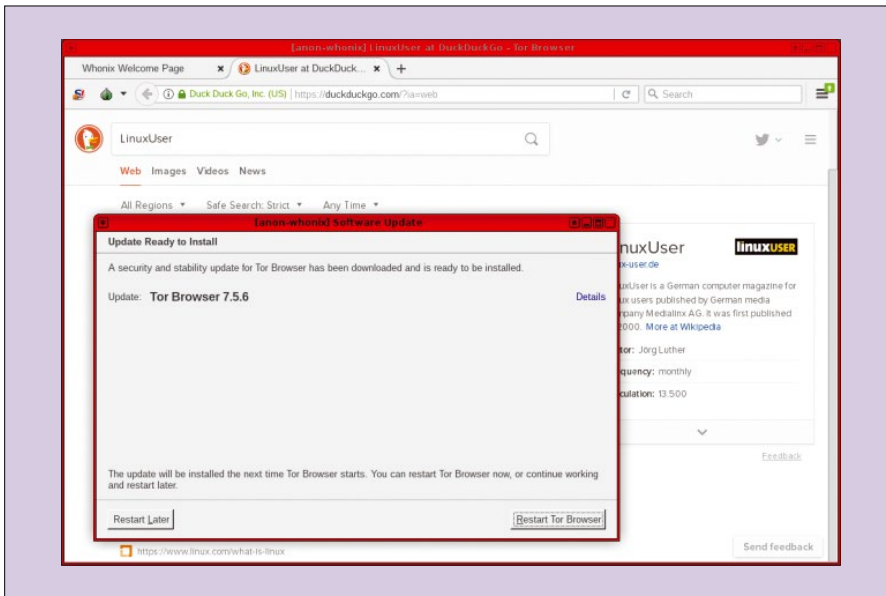 [anon-whonix] LinuxUser at DuckDuckGo - Tor Browser
Whonix Welcome Page
LinuxUser at DuckDuck...
Duck Duck Go, Inc. (US) https://duckduckgo.com/?ia=web
Search
LinuxUser
Web Images Videos News
All Regions Safe Search: Strict Any Time
[anon-whonix] Software Update
Update Ready to Install
A security and stability update for Tor Browser has been downloaded and is ready to be installed.
Update: Tor Browser 7.5.6
Details
The update will be installed the next time Tor Browser starts. You can restart Tor Browser now, or continue working
and restart later.
Restart Later
Restart Tor Browser
nuxUser
linuxUSER
x-user.de
uxUser is a German computer magazine for
ux users published by German media
mpany Medialinx AG. It was first published
2000. More at Wikipedia
tor: Jörg Luther
quency: monthly
culation: 13.500
Feedback
https://www.linux.com/what-is-linux
Send feedback